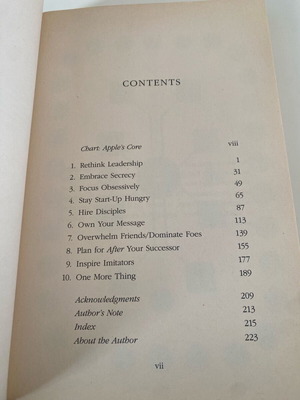 CONTENTS
Chart: Apple's Core viii
1. Rethink Leadership 1
2. Embrace Secrecy 31
3. Focus Obsessively 49
4. Stay Start-Up Hungry 65
5. Hire Disciples 87
6. Own Your Message 113
7. Overwhelm Friends/Dominate Foes 139
8. Plan for After Your Successor 155
9. Inspire Imitators 177
10. One More Thing 189
Acknowledgments 209
Author's Note 213
Index 215
About the Author 223
vii